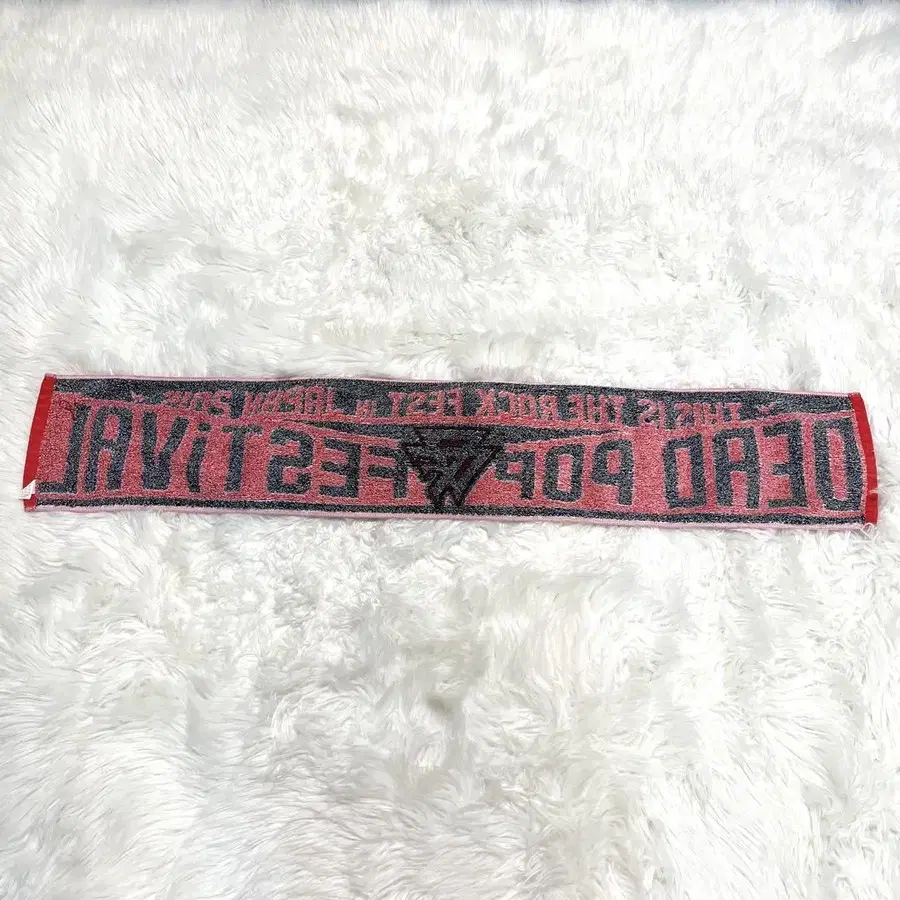 THIS IS THE ROCK FEST in JAPAN
DEAD POP FESTiVAL